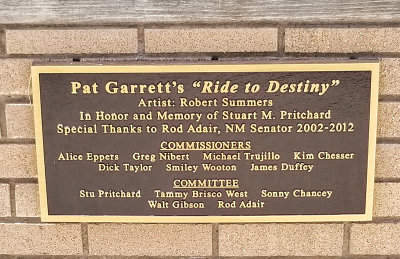 Pat Garrett's "Ride to Destiny"
Artist: Robert Summers
In Honor and Memory of Stuart M. Pritchard
Special Thanks to Rod Adair, NM Senator 2002-2012
COMMISSIONERS
Alice Eppers Greg Nibert Michael Trujillo Kim Chesser
Dick Taylor Smiley Wooton James Duffey
COMMITTEE
Stu Pritchard Tammy Brisco West Sonny Chancey
Walt Gibson Rod Adair